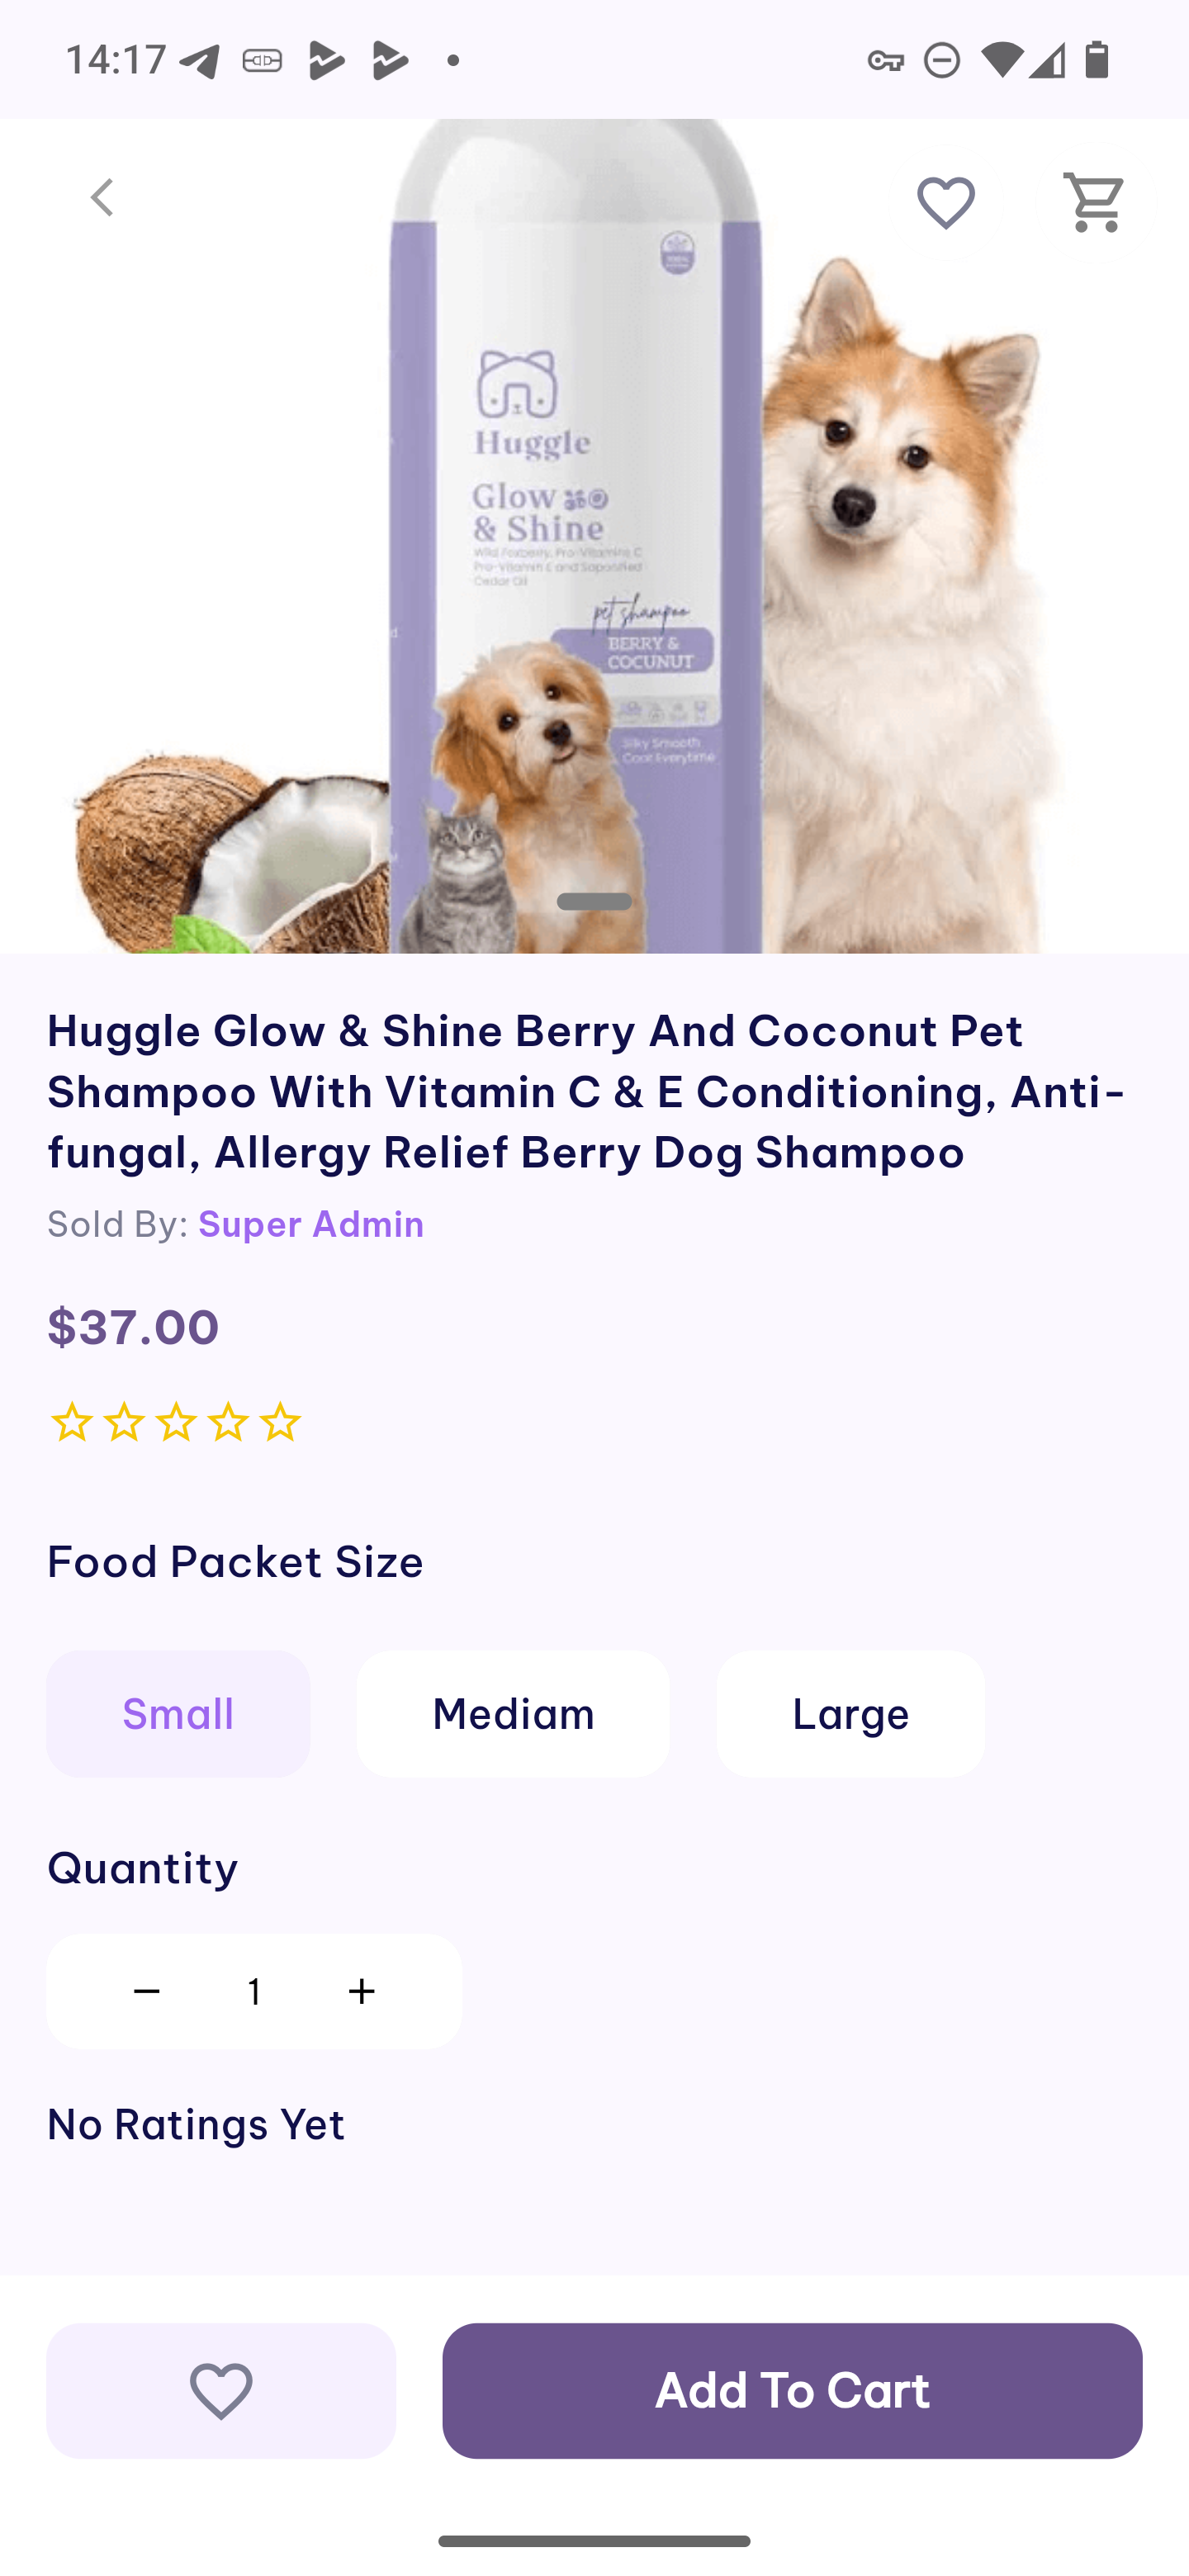 14:17
Huggle
Glow
& Shine
Wild Foxberry, Pro-Vitamins C
Pro-Vitamin E and Saponified
Cedar Oil
pet shampoo
BERRY &
COCUNUT
Silky Smooth
Coat Everytime
Huggle Glow & Shine Berry And Coconut Pet
Shampoo With Vitamin C & E Conditioning, Anti-
fungal, Allergy Relief Berry Dog Shampoo
Sold By: Super Admin
$37.00
Food Packet Size
Small
Mediam
Large
Quantity
1
No Ratings Yet
Add To Cart